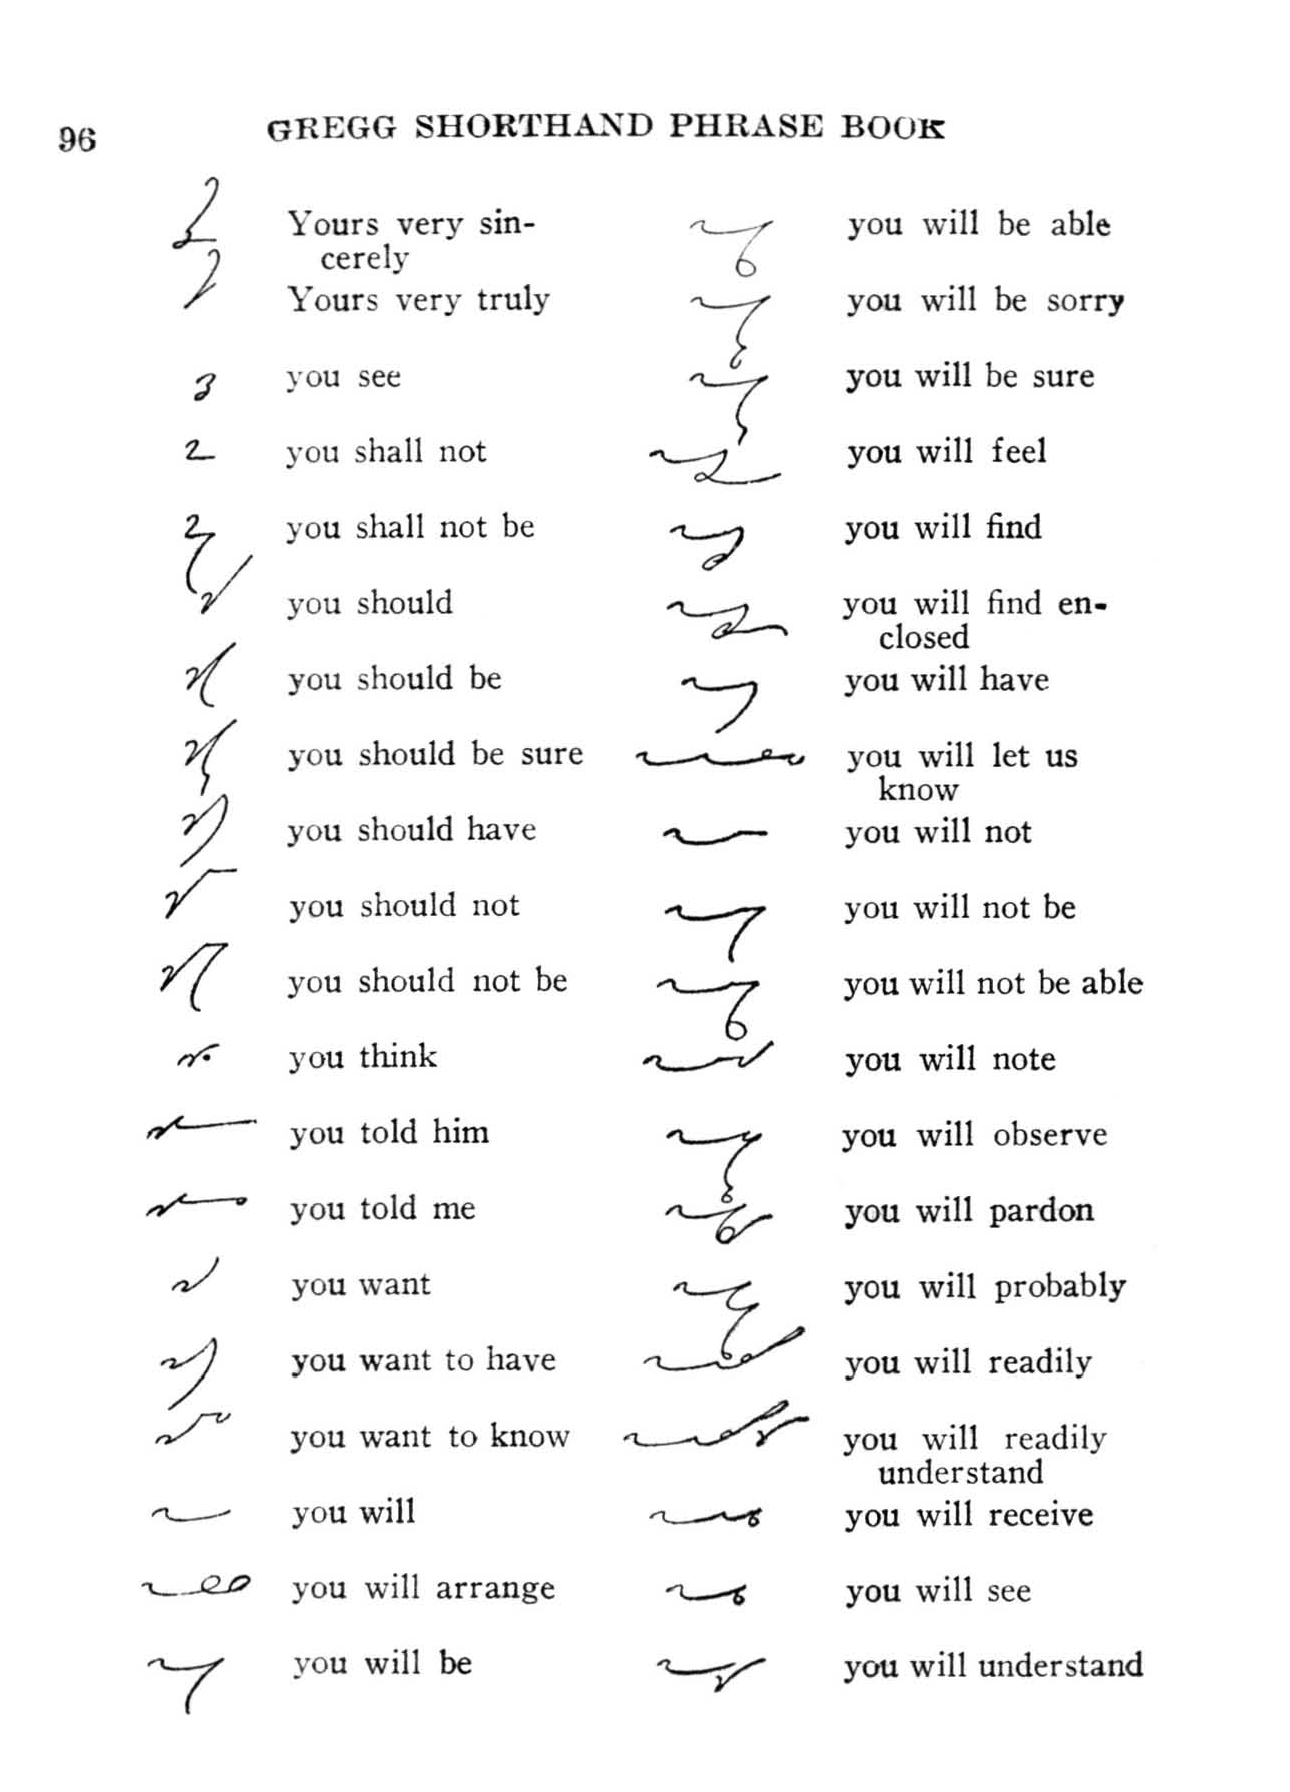 96
GREGG SHORTHAND PHRASE BOOK
Yours very sin-
cerely
Yours very truly
you see
you shall not
you shall not be
you should
you should be
you should be sure
you should have
you should not
you should not be
you think
you told him
you told me
you want
you want to have
you want to know
you will
you will arrange
you will be
you will be able
you will be sorry
you will be sure
you will feel
you will find
you will find en-
closed
you will have
you will let us
know
you will not
you will not be
you will not be able
you will note
you will observe
you will pardon
you will probably
you will readily
you will readily
understand
you will receive
you will see
you will understand